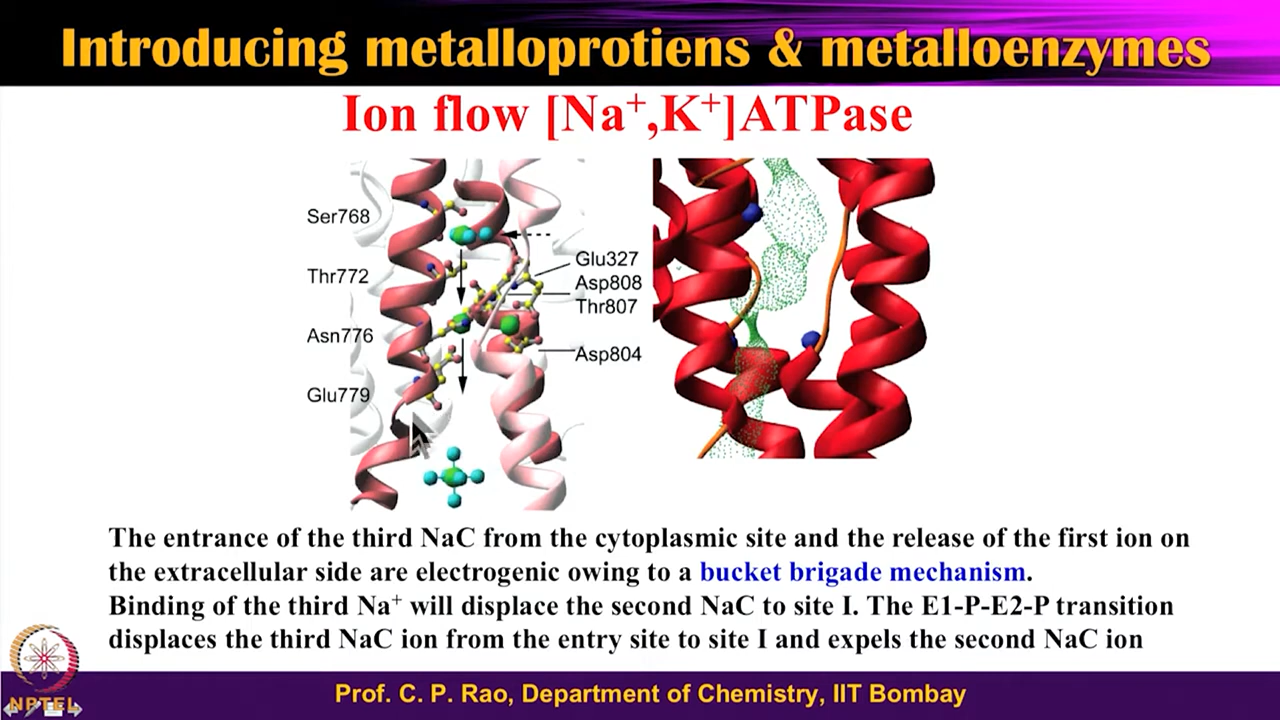 Introducing metalloprotiens & metalloenzymes
Ion flow [Na⁺,K⁺]ATPase
Ser768
Thr772
Asn776
Glu779
Glu327
Asp808
Thr807
Asp804
The entrance of the third NaC from the cytoplasmic site and the release of the first ion on
the extracellular side are electrogenic owing to a bucket brigade mechanism.
Binding of the third Na⁺ will displace the second NaC to site I. The E1-P-E2-P transition
displaces the third NaC ion from the entry site to site I and expels the second NaC ion
NPTEL
Prof. C. P. Rao, Department of Chemistry, IIT Bombay